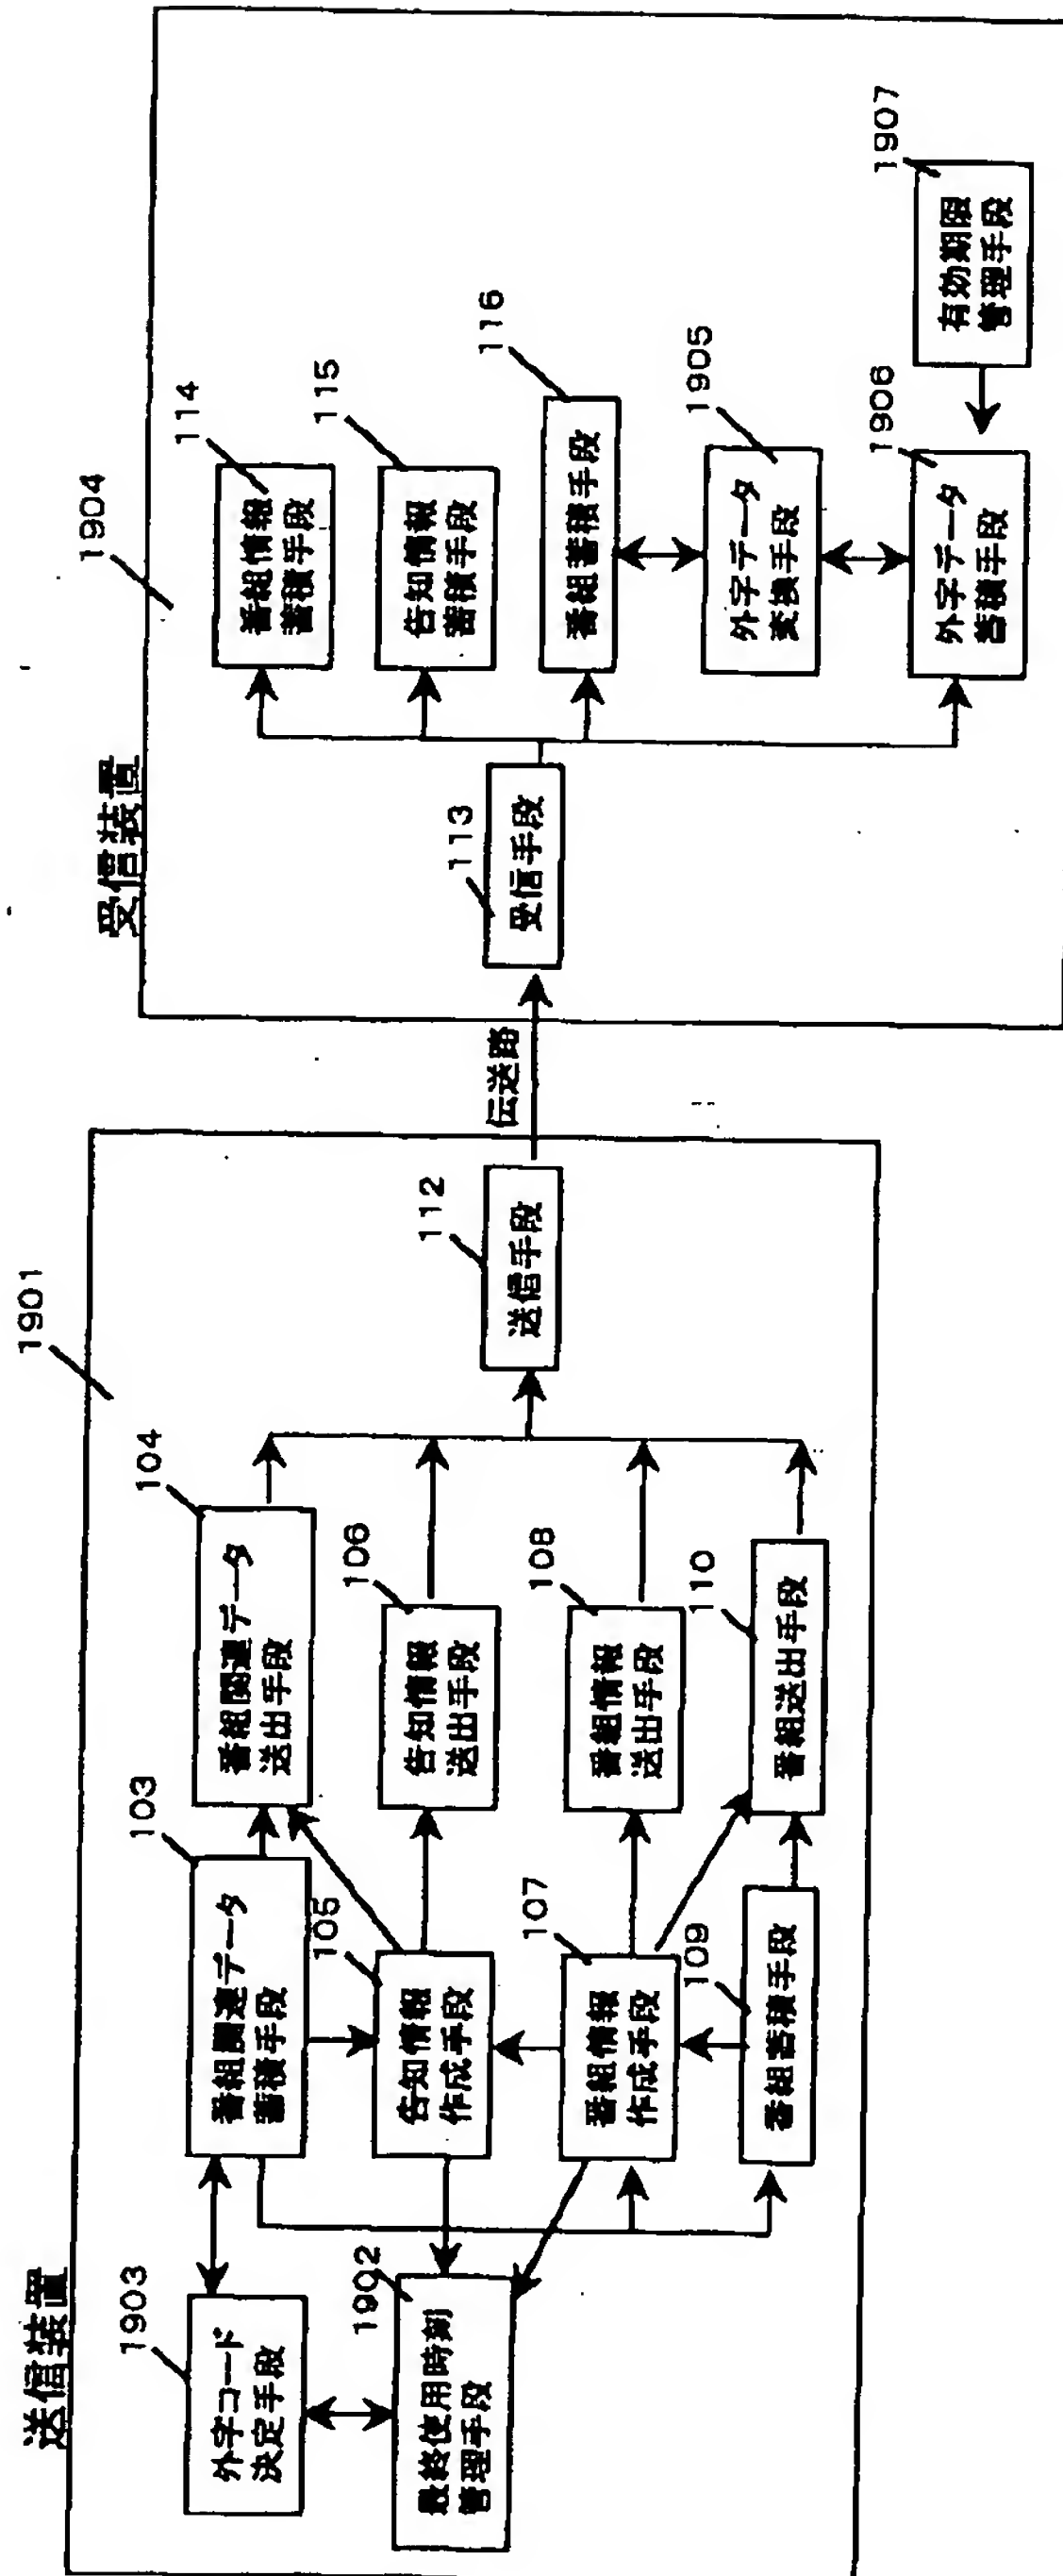 送信装置
1901
1903
外字コード
決定手段
1902
最終使用時刻
管理手段
103
番組関連データ
蓄積手段
104
番組関連データ
送出手段
105
告知情報
作成手段
106
告知情報
送出手段
107
番組情報
作成手段
108
番組情報
送出手段
109
番組蓄積手段
110
番組送出手段
112
送信手段
伝送路
受信装置
1904
113
受信手段
114
番組情報
蓄積手段
115
告知情報
蓄積手段
116
番組蓄積手段
1905
外字データ
変換手段
1906
外字データ
蓄積手段
1907
有効期限
管理手段